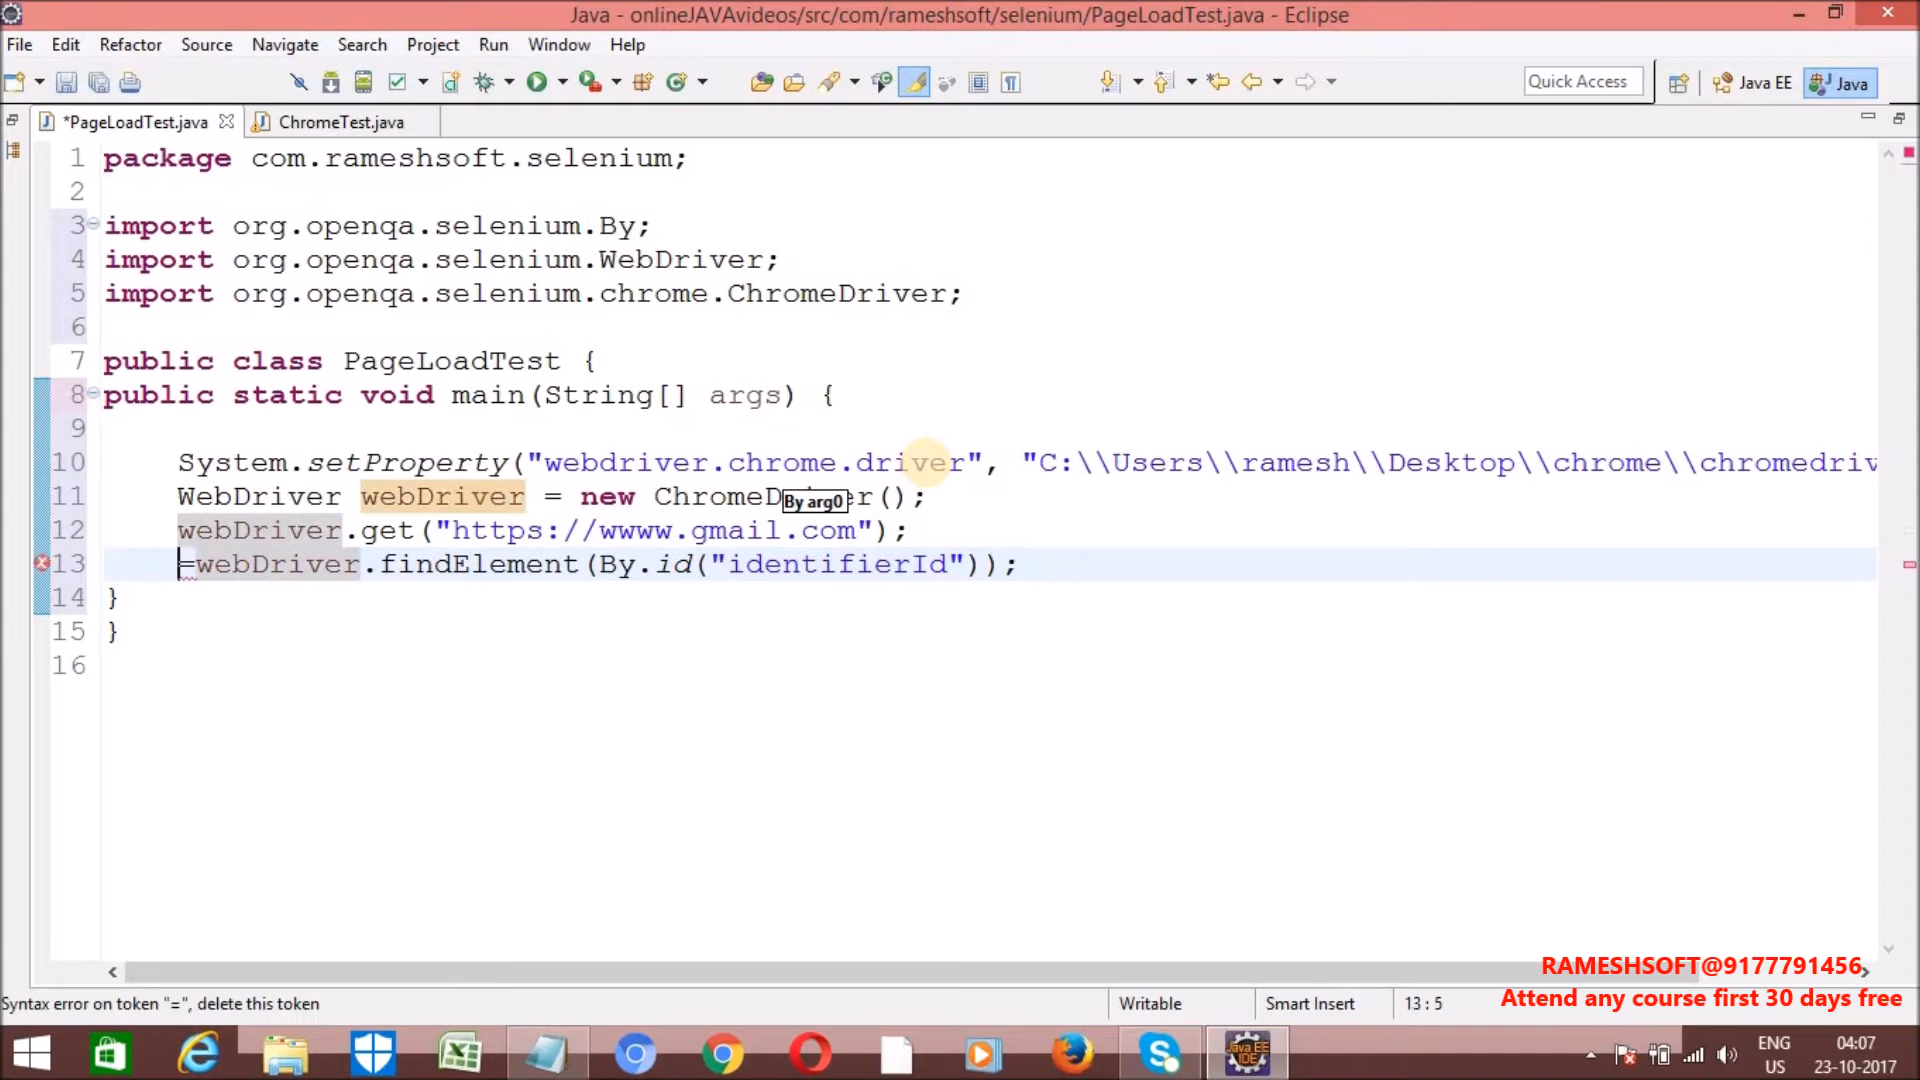 Java - onlineJAVAvideos/src/com/rameshsoft/selenium/PageLoadTest.java - Eclipse
File Edit Refactor Source Navigate Search Project Run Window Help
Quick Access
Java EE
Java
*PageLoadTest.java
ChromeTest.java
1 package com.rameshsoft.selenium;
2
3 import org.openqa.selenium.By;
4 import org.openqa.selenium.WebDriver;
5 import org.openqa.selenium.chrome.ChromeDriver;
6
7 public class PageLoadTest {
8 public static void main(String[] args) {
9
10 System.setProperty("webdriver.chrome.driver", "C:\\Users\\ramesh\\Desktop\\chrome\\chromedriv
11 WebDriver webDriver = new ChromeDriver();
By arg0
12 webDriver.get("https://wwww.gmail.com");
13 =webDriver.findElement(By.id("identifierId"));
14 }
15 }
16
RAMESHSOFT@9177791456
Attend any course first 30 days free
Syntax error on token "=", delete this token
Writable
Smart Insert
13 : 5
Java EE
IDE
ENG
US
04:07
23-10-2017